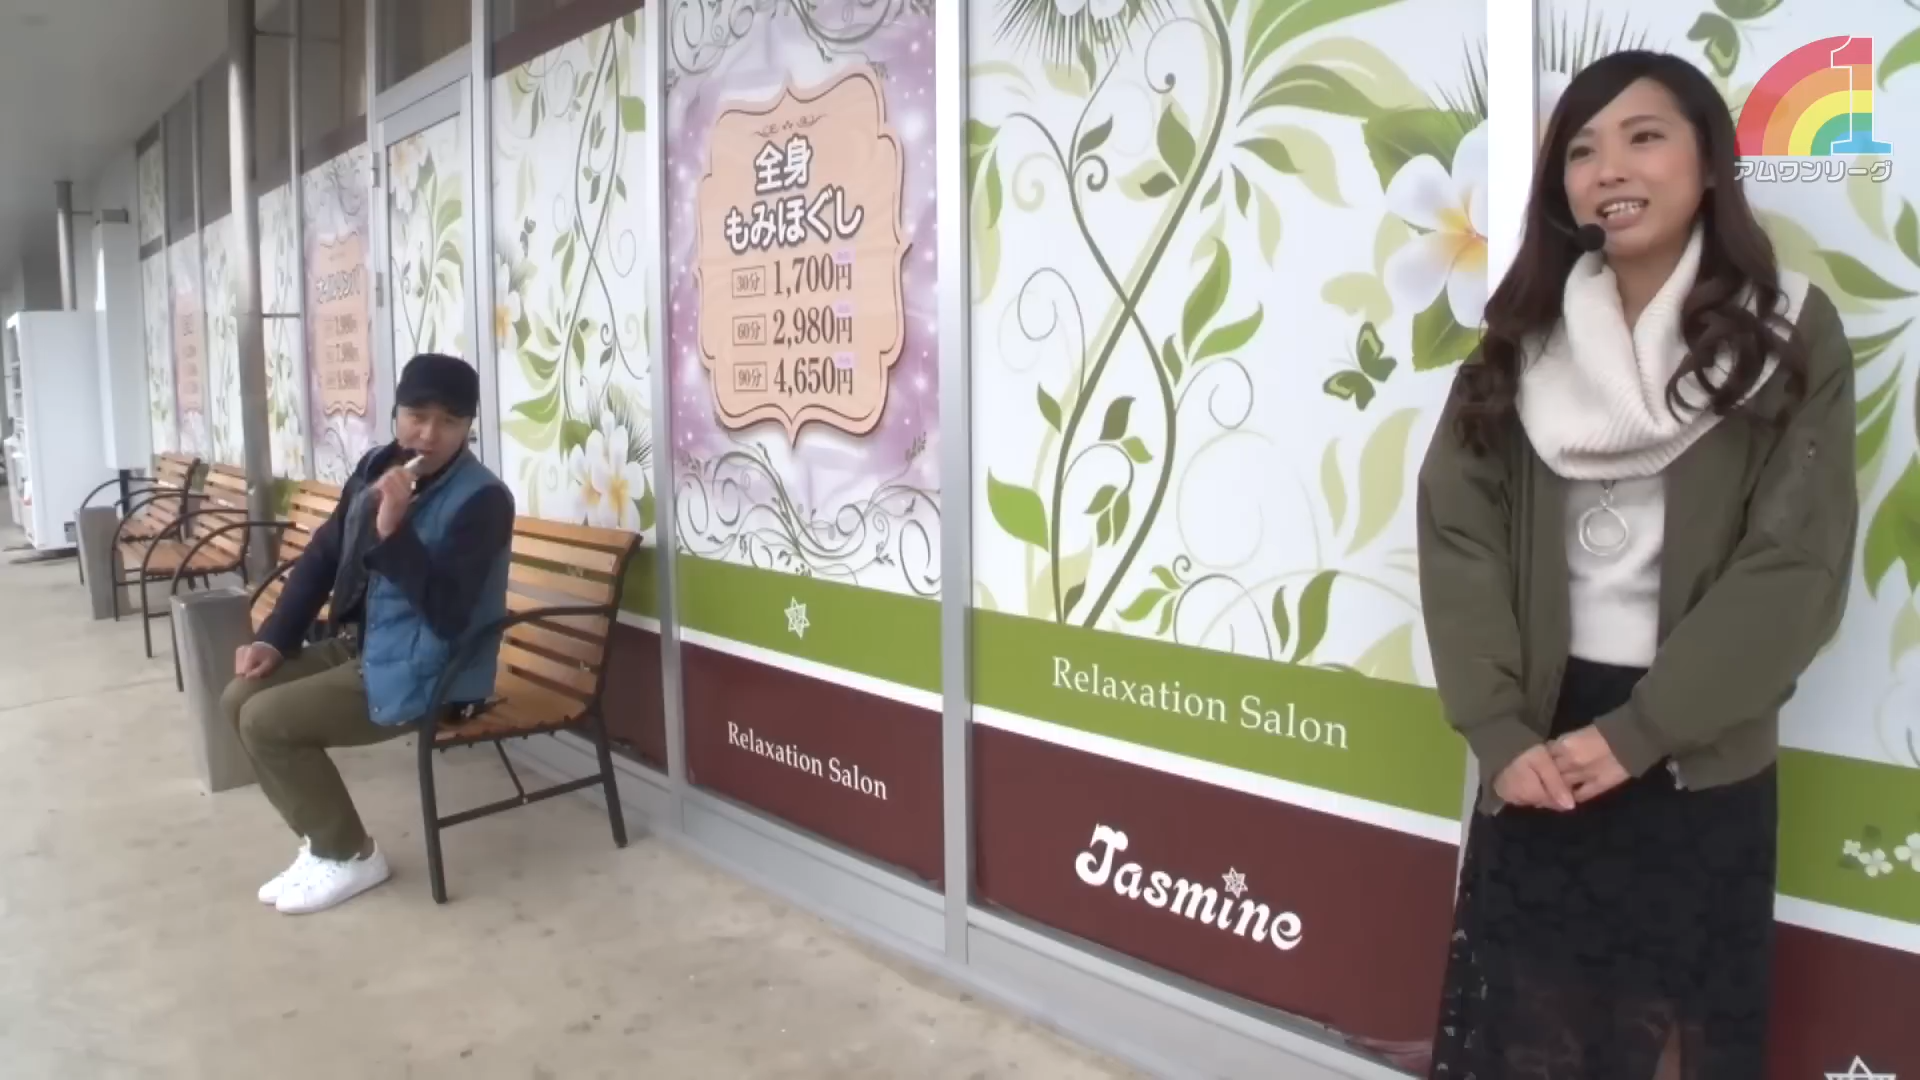 1
アムワンリーグ
全身
もみほぐし
30分 1,700円
60分 2,980円
90分 4,650円
Relaxation Salon
Relaxation Salon
Jasmine